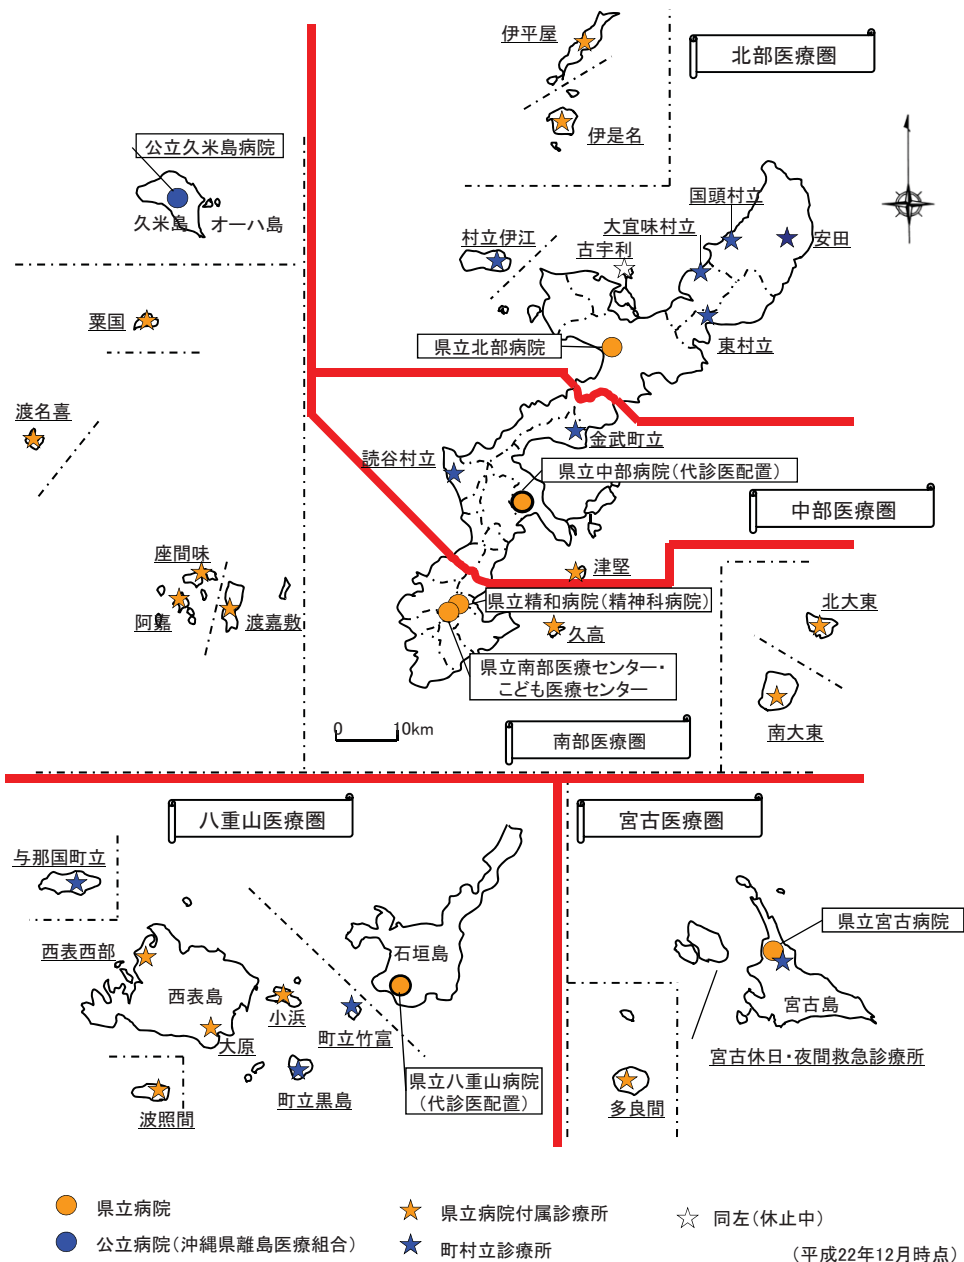 伊平屋
北部医療圏
伊是名
公立久米島病院
久米島
オーハ島
国頭村立
大宜味村立
安田
村立伊江
古宇利
東村立
粟国
県立北部病院
渡名喜
金武町立
読谷村立
県立中部病院(代診医配置)
中部医療圏
座間味
津堅
阿嘉
渡嘉敷
県立精和病院(精神科病院)
北大東
久高
県立南部医療センター・
こども医療センター
0 10km
南部医療圏
南大東
八重山医療圏
宮古医療圏
与那国町立
県立宮古病院
西表西部
石垣島
西表島
小浜
宮古島
大原
町立竹富
宮古休日・夜間救急診療所
県立八重山病院
(代診医配置)
波照間
町立黒島
多良間
県立病院
県立病院付属診療所
同左(休止中)
公立病院(沖縄県離島医療組合)
町村立診療所
(平成22年12月時点)